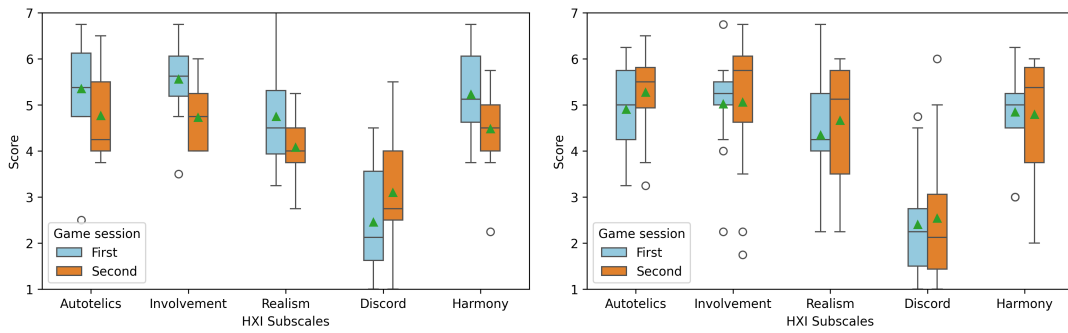 7
6
5
4
3
2
1
Score
Game session
First
Second
Autotelics Involvement Realism Discord Harmony
HXI Subscales
7
6
5
4
3
2
1
Score
Game session
First
Second
Autotelics Involvement Realism Discord Harmony
HXI Subscales